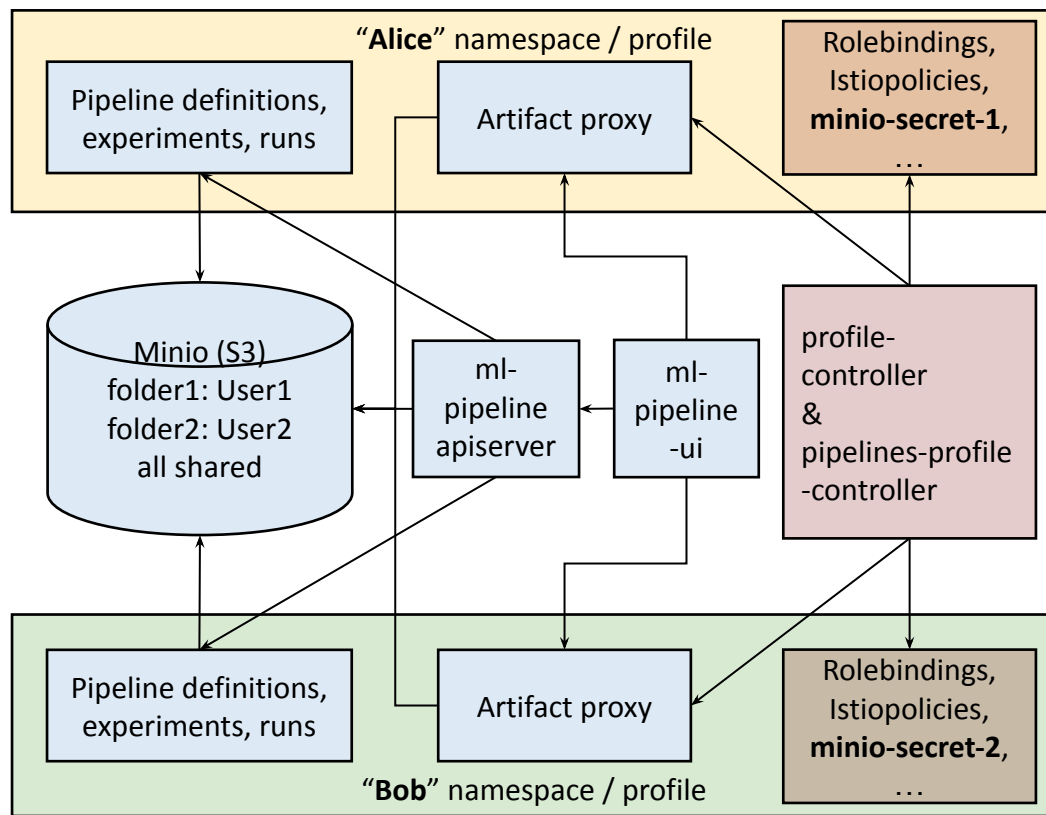 “Alice” namespace / profile
Pipeline definitions,
experiments, runs
Artifact proxy
Rolebindings,
Istiopolicies,
minio-secret-1,
…
Minio (S3)
folder1: User1
folder2: User2
all shared
ml-
pipeline
apiserver
ml-
pipeline
-ui
profile-
controller
&
pipelines-profile
-controller
Pipeline definitions,
experiments, runs
Artifact proxy
Rolebindings,
Istiopolicies,
minio-secret-2,
…
“Bob” namespace / profile